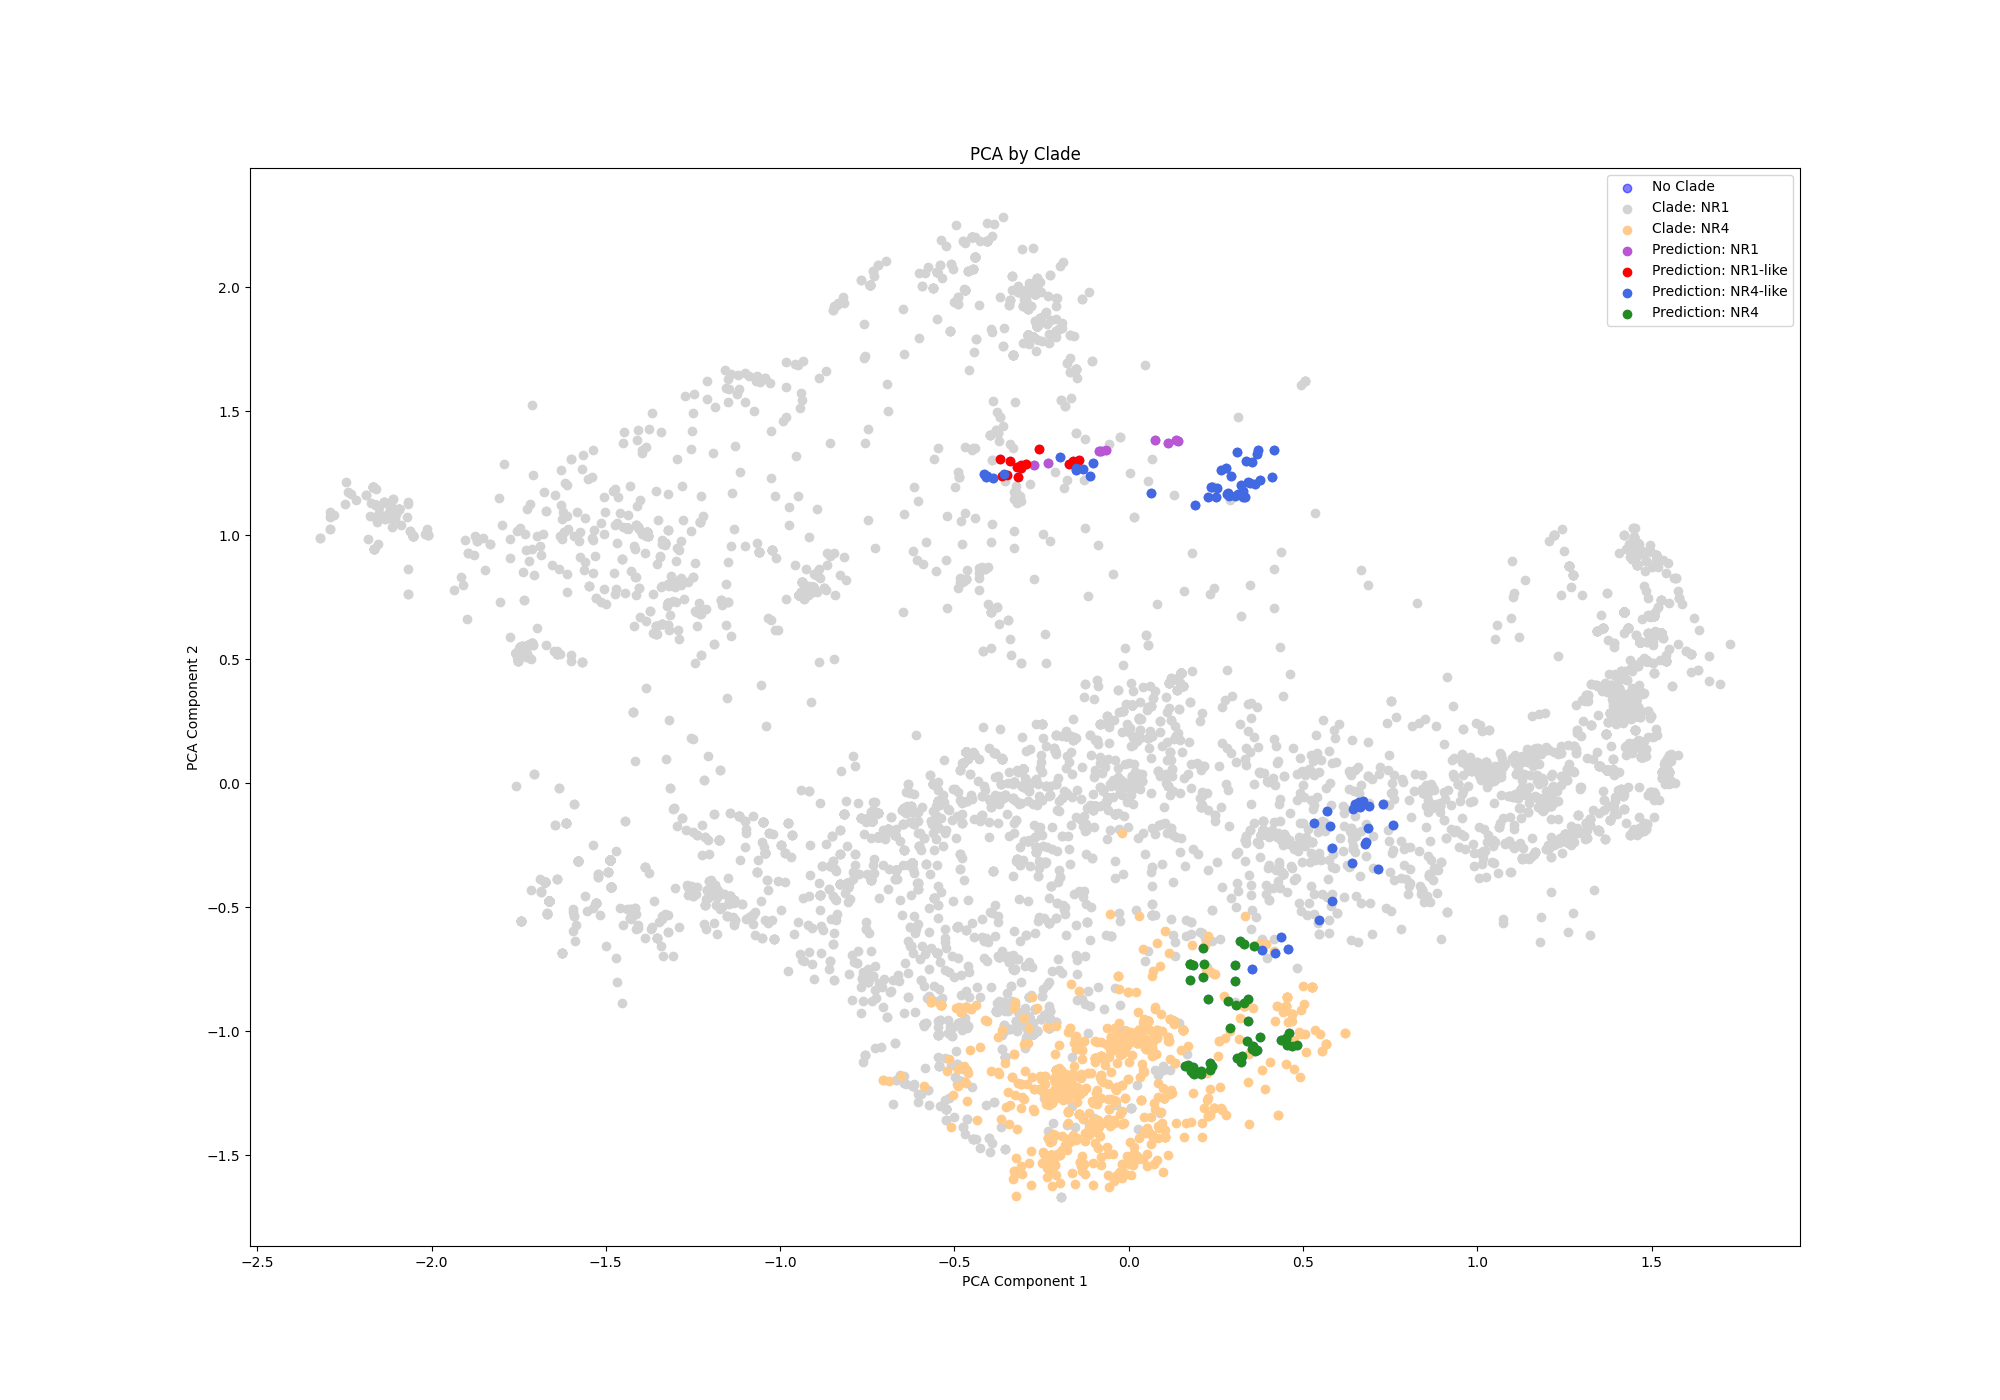 PCA by Clade
No Clade
Clade: NR1
Clade: NR4
Prediction: NR1
Prediction: NR1-like
Prediction: NR4-like
Prediction: NR4
2.0
1.5
1.0
0.5
0.0
−0.5
−1.0
−1.5
PCA Component 2
−2.5
−2.0
−1.5
−1.0
−0.5
0.0
0.5
1.0
1.5
PCA Component 1